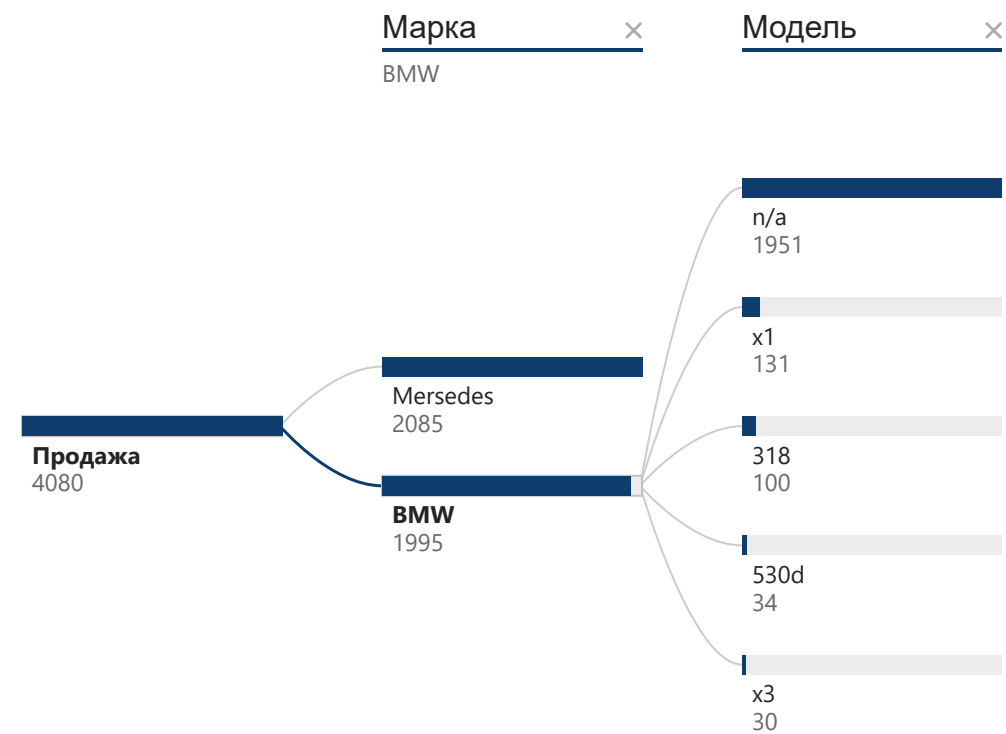 Марка
BMW
Модель
Продажа
4080
Mersedes
2085
BMW
1995
n/a
1951
x1
131
318
100
530d
34
x3
30